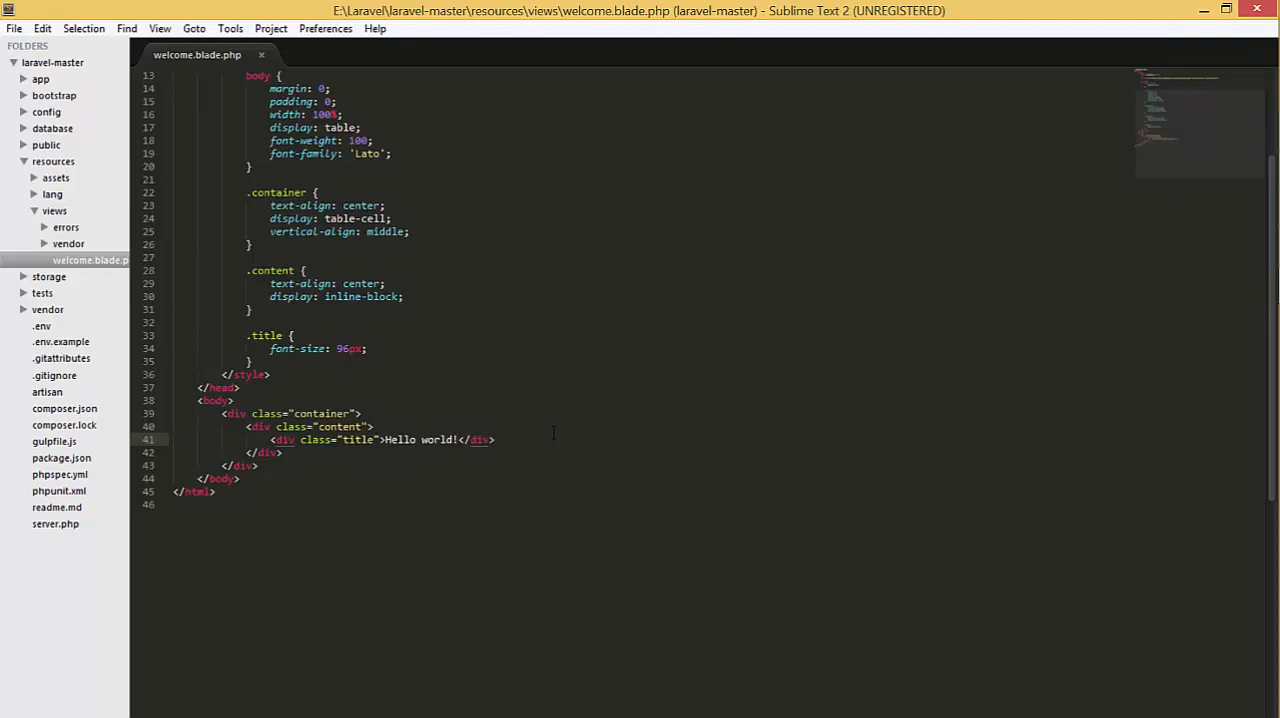 E:\Laravel\laravel-master\resources\views\welcome.blade.php (laravel-master) - Sublime Text 2 (UNREGISTERED)
File Edit Selection Find View Goto Tools Project Preferences Help
FOLDERS
laravel-master
app
bootstrap
config
database
public
resources
assets
lang
views
errors
vendor
welcome.blade.p
storage
tests
vendor
.env
.env.example
.gitattributes
.gitignore
artisan
composer.json
composer.lock
gulpfile.js
package.json
phpspec.yml
phpunit.xml
readme.md
server.php
welcome.blade.php ×
13 body {
14 margin: 0;
15 padding: 0;
16 width: 100%;
17 display: table;
18 font-weight: 100;
19 font-family: 'Lato';
20 }
21
22 .container {
23 text-align: center;
24 display: table-cell;
25 vertical-align: middle;
26 }
27
28 .content {
29 text-align: center;
30 display: inline-block;
31 }
32
33 .title {
34 font-size: 96px;
35 }
36 </style>
37 </head>
38 <body>
39 <div class="container">
40 <div class="content">
41 <div class="title">Hello world!</div>
42 </div>
43 </div>
44 </body>
45 </html>
46